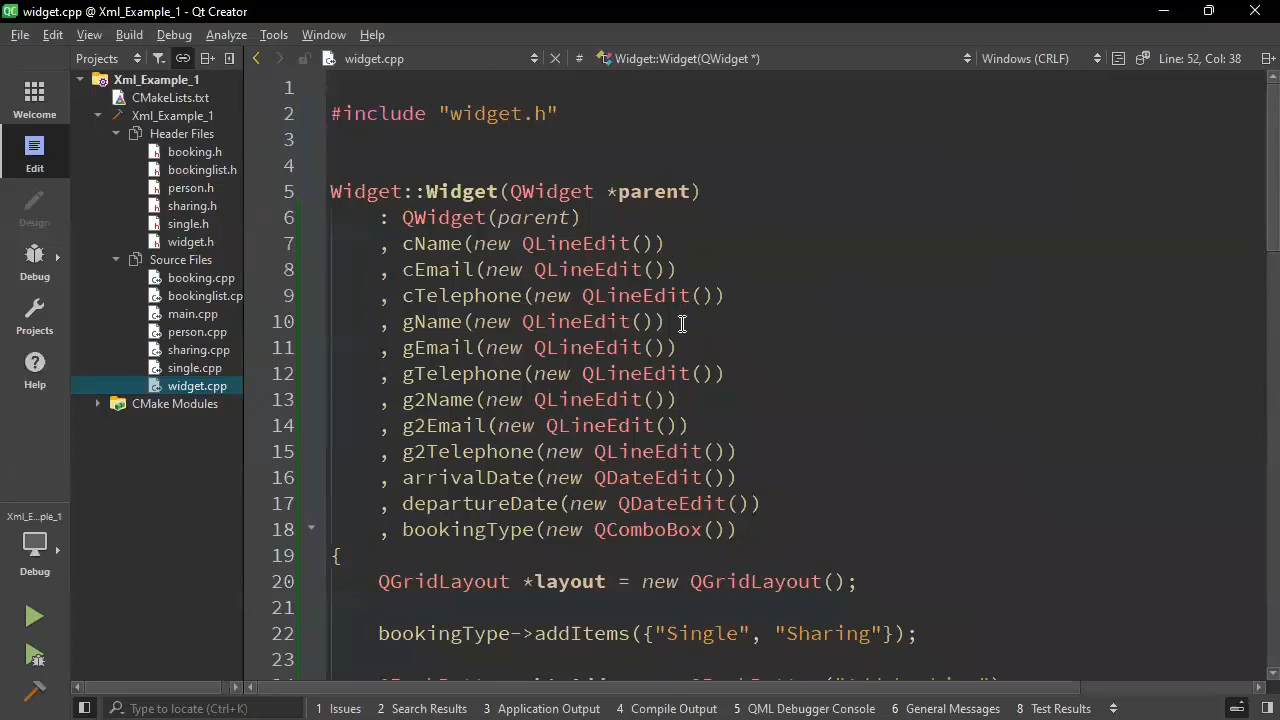 widget.cpp @ Xml_Example_1 - Qt Creator
File Edit View Build Debug Analyze Tools Window Help
Projects
widget.cpp
# Widget::Widget(QWidget *)
Windows (CRLF)
Line: 52, Col: 38
Welcome
Edit
Design
Debug
Projects
Help
Xml_E...ple_1
Debug
Xml_Example_1
CMakeLists.txt
Xml_Example_1
Header Files
booking.h
bookinglist.h
person.h
sharing.h
single.h
widget.h
Source Files
booking.cpp
bookinglist.cp
main.cpp
person.cpp
sharing.cpp
single.cpp
widget.cpp
CMake Modules
1
2 #include "widget.h"
3
4
5 Widget::Widget(QWidget *parent)
6 : QWidget(parent)
7 , cName(new QLineEdit())
8 , cEmail(new QLineEdit())
9 , cTelephone(new QLineEdit())
10 , gName(new QLineEdit())
11 , gEmail(new QLineEdit())
12 , gTelephone(new QLineEdit())
13 , g2Name(new QLineEdit())
14 , g2Email(new QLineEdit())
15 , g2Telephone(new QLineEdit())
16 , arrivalDate(new QDateEdit())
17 , departureDate(new QDateEdit())
18 , bookingType(new QComboBox())
19 {
20 QGridLayout *layout = new QGridLayout();
21
22 bookingType->addItems({"Single", "Sharing"});
23
Type to locate (Ctrl+K)
1 Issues 2 Search Results 3 Application Output 4 Compile Output 5 QML Debugger Console 6 General Messages 8 Test Results